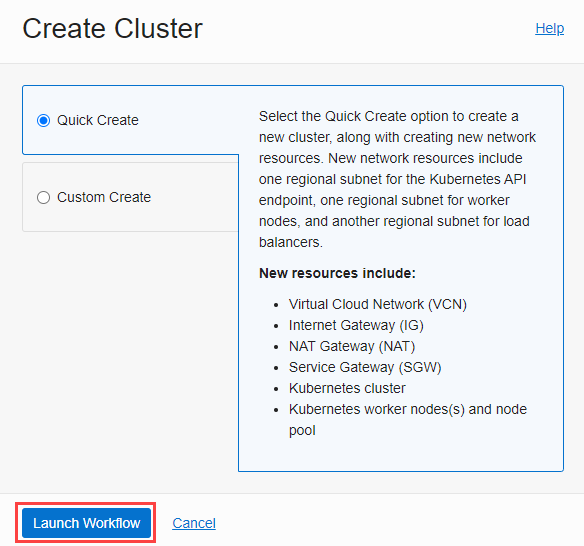 Create Cluster
Help
Quick Create
Custom Create
Select the Quick Create option to create a
new cluster, along with creating new network
resources. New network resources include
one regional subnet for the Kubernetes API
endpoint, one regional subnet for worker
nodes, and another regional subnet for load
balancers.
New resources include:
• Virtual Cloud Network (VCN)
• Internet Gateway (IG)
• NAT Gateway (NAT)
• Service Gateway (SGW)
• Kubernetes cluster
• Kubernetes worker nodes(s) and node
pool
Launch Workflow
Cancel